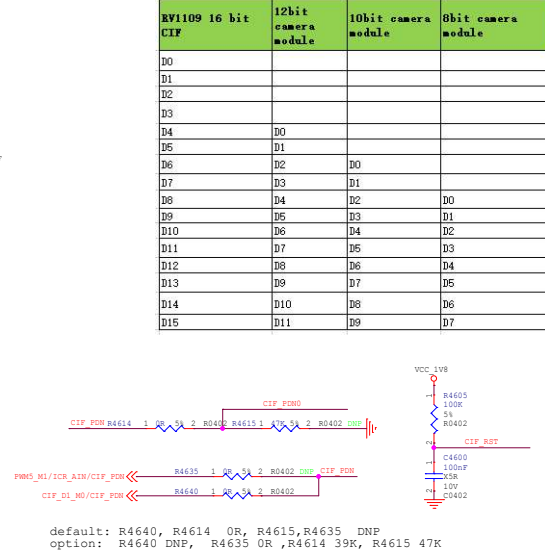 RV1109 16 bit CIF 12bit camera module 10bit camera module 8bit camera module
D0
D1
D2
D3
D4 D0
D5 D1
D6 D2 D0
D7 D3 D1
D8 D4 D2 D0
D9 D5 D3 D1
D10 D6 D4 D2
D11 D7 D5 D3
D12 D8 D6 D4
D13 D9 D7 D5
D14 D10 D8 D6
D15 D11 D9 D7
VCC_1V8
1 R4605
100K
5%
R0402
2
CIF_RST
1 C4600
100nF
X5R
10V
2 C0402
CIF_PDN0
CIF_PDN R4614 1 0R 5% 2 R0402 R4615 1 47K 5% 2 R0402 DNP
PWM5_M1/ICR_AIN/CIF_PDN R4635 1 0R 5% 2 R0402 DNP CIF_PDN
CIF_D1_M0/CIF_PDN R4640 1 0R 5% 2 R0402
default: R4640, R4614 0R, R4615,R4635 DNP
option: R4640 DNP, R4635 0R ,R4614 39K, R4615 47K